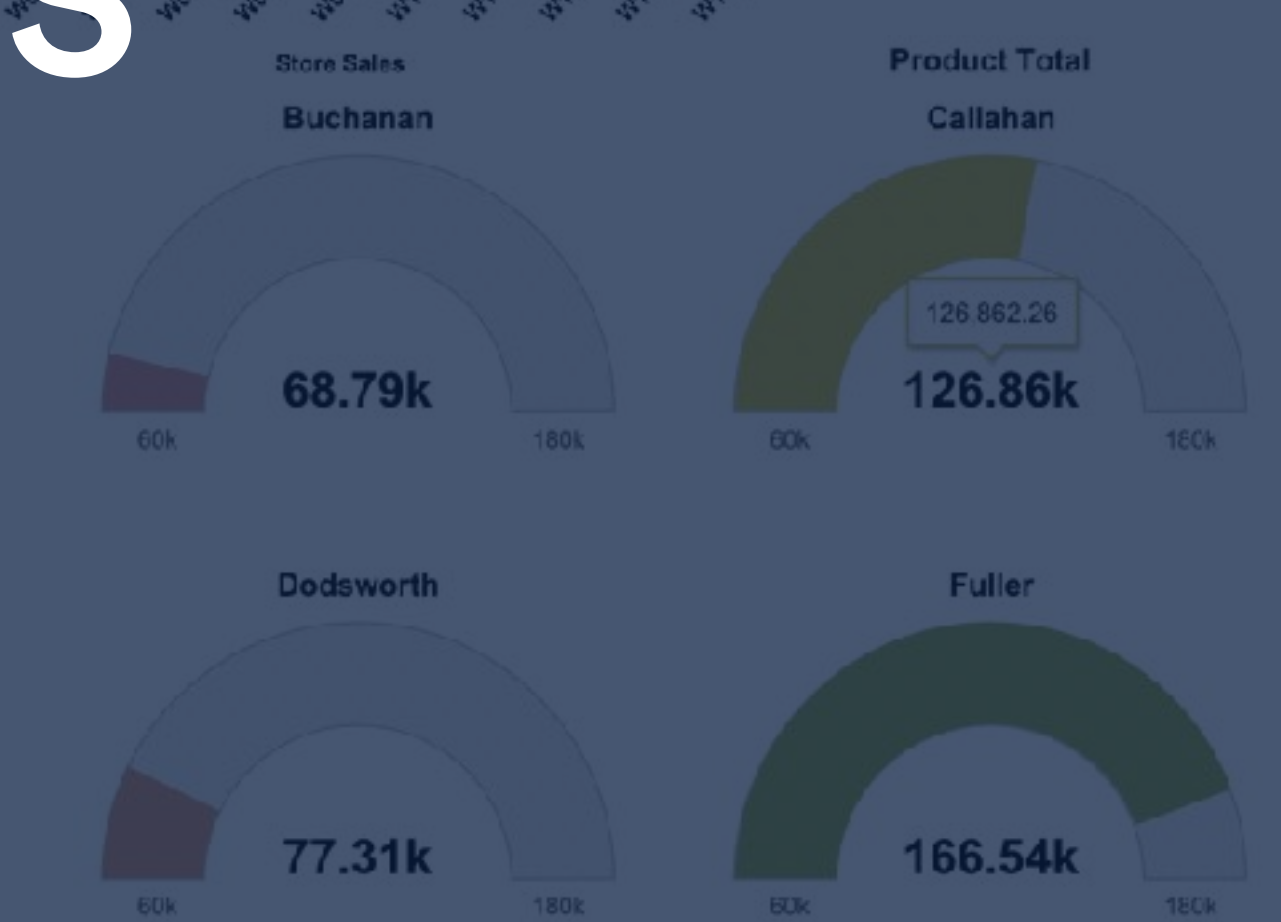 S
Store Sales
Product Total
Buchanan
Callahan
126.862.26
68.79k
126.86k
60k
180k
60k
180k
Dodsworth
Fuller
77.31k
166.54k
60k
180k
60k
180k